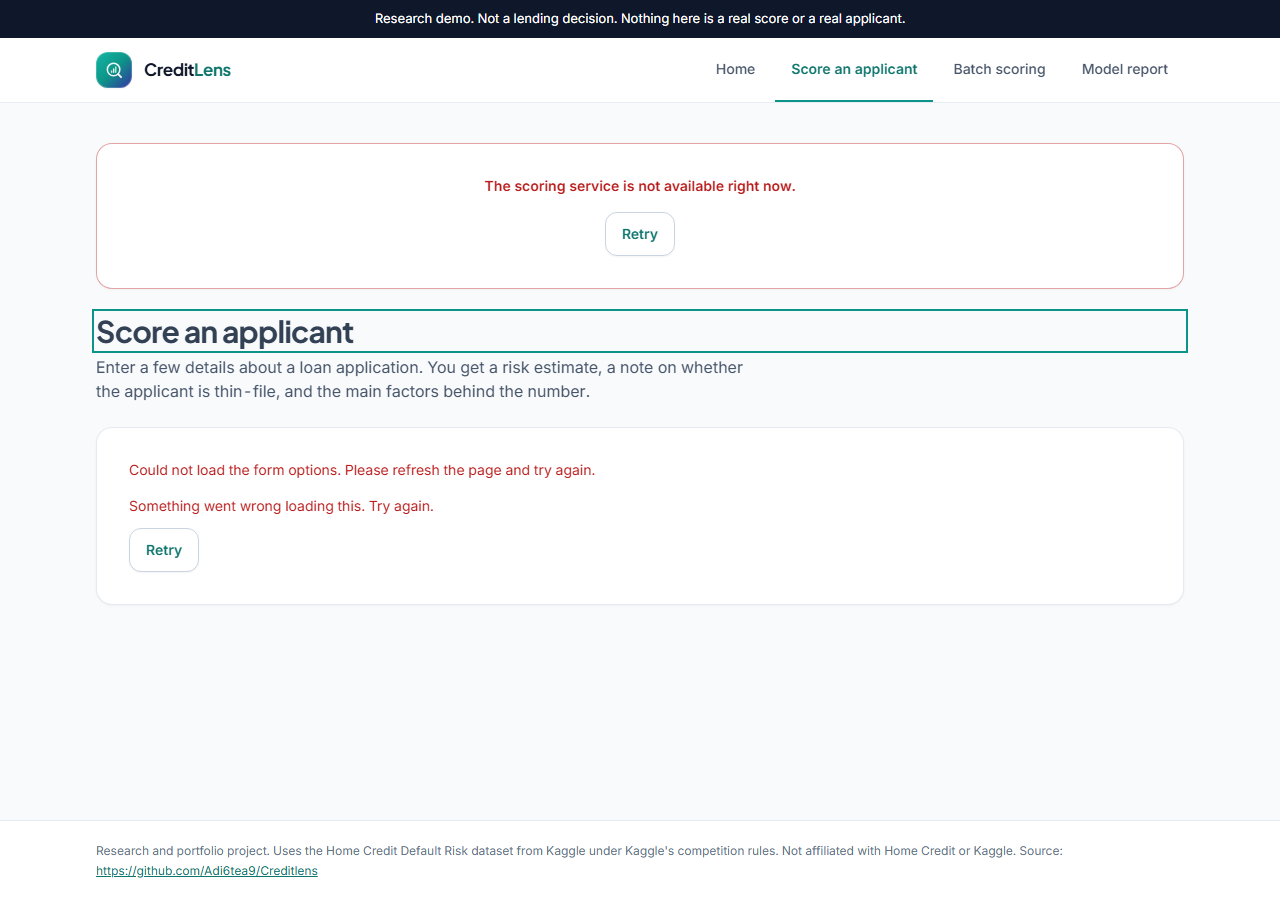 Research demo. Not a lending decision. Nothing here is a real score or a real applicant.
CreditLens
Home
Score an applicant
Batch scoring
Model report
The scoring service is not available right now.
Retry
Score an applicant
Enter a few details about a loan application. You get a risk estimate, a note on whether
the applicant is thin-file, and the main factors behind the number.
Could not load the form options. Please refresh the page and try again.
Something went wrong loading this. Try again.
Retry
Research and portfolio project. Uses the Home Credit Default Risk dataset from Kaggle under Kaggle's competition rules. Not affiliated with Home Credit or Kaggle. Source:
https://github.com/Adi6tea9/Creditlens